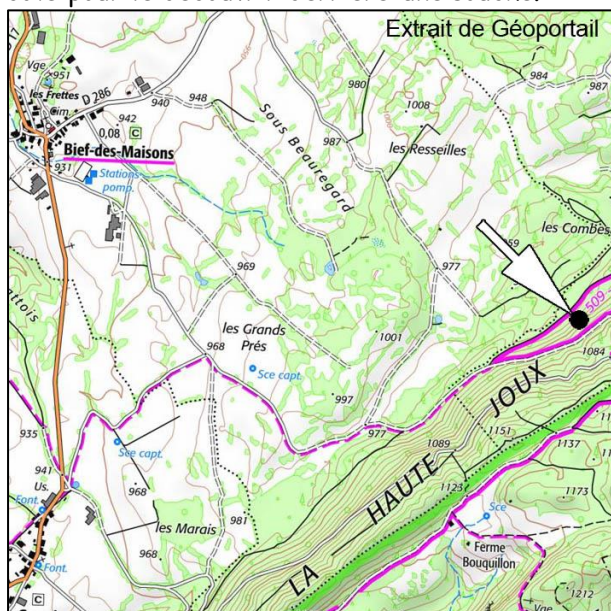 Extrait de Géoportail
Vge
951
les Frettes
D 286
940
948
980
984
987
Cim.
942
0,08
C
Sous Beauregard
1008
987
les Resseilles
Bief-des-Maisons
931
Stations
pomp.
les Combes
959
969
977
509
les Grands
Prés
1001
1084
968
Sce capt.
997
977
LA HAUTE JOUX
1151
1089
1137
935
941
Us.
Sce capt.
Font.
968
981
1123
1173
les Marais
968
Sce
Ferme
Bouquillon
Font.
C
Vge
1212